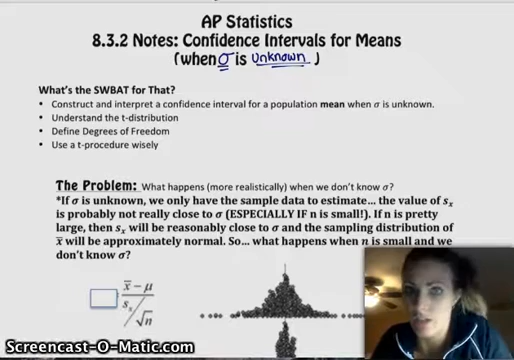 AP Statistics
8.3.2 Notes: Confidence Intervals for Means
(when σ is unknown)
What's the SWBAT for That?
• Construct and interpret a confidence interval for a population mean when σ is unknown.
• Understand the t-distribution
• Define Degrees of Freedom
• Use a t-procedure wisely
The Problem: What happens (more realistically) when we don't know σ?
*If σ is unknown, we only have the sample data to estimate... the value of sₓ
is probably not really close to σ (ESPECIALLY IF n is small!). If n is pretty
large, then sₓ will be reasonably close to σ and the sampling distribution of
x̅ will be approximately normal. So... what happens when n is small and we
don't know σ?
x̅ − μ
sₓ/√n
Screencast-O-Matic.com